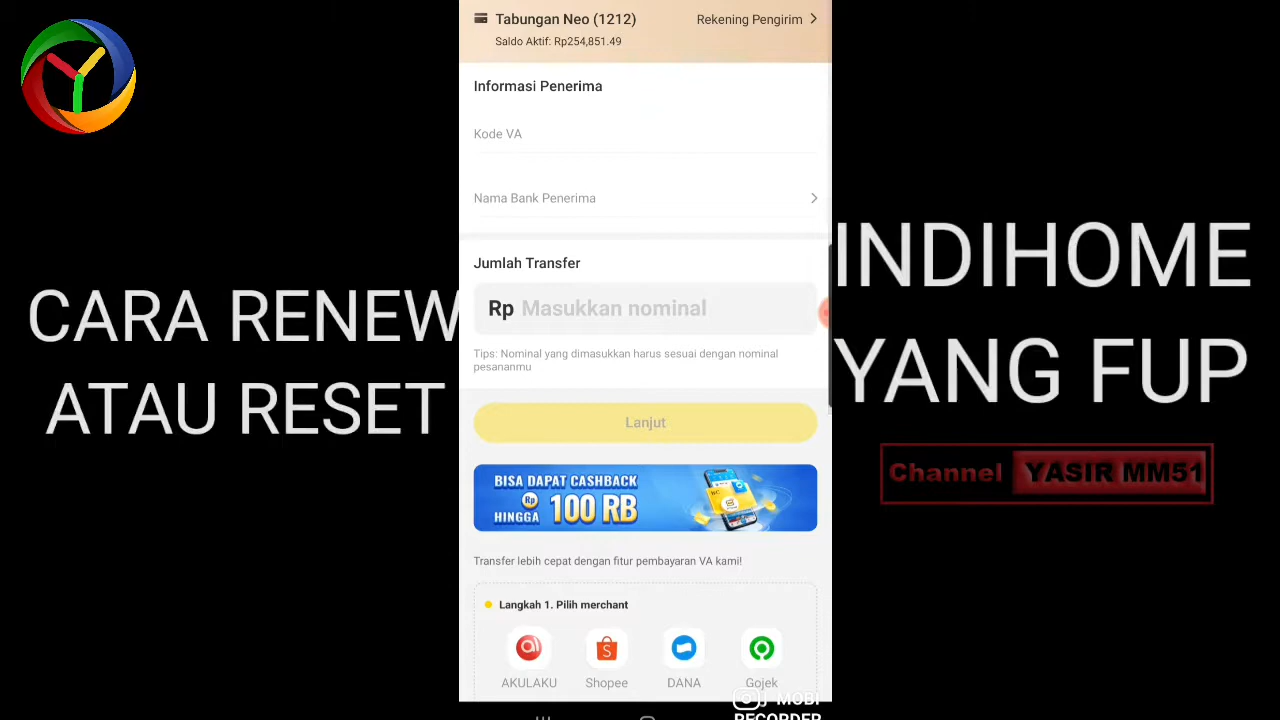 CARA RENEW
ATAU RESET
Tabungan Neo (1212)
Rekening Pengirim
Saldo Aktif: Rp254,851.49
Informasi Penerima
Kode VA
Nama Bank Penerima
Jumlah Transfer
Rp Masukkan nominal
Tips: Nominal yang dimasukkan harus sesuai dengan nominal
pesananmu
Lanjut
BISA DAPAT CASHBACK
HINGGA Rp 100 RB
Transfer lebih cepat dengan fitur pembayaran VA kami!
Langkah 1. Pilih merchant
AKULAKU Shopee DANA Gojek
MOBI
RECORDER
INDIHOME
YANG FUP
Channel YASIR MM51